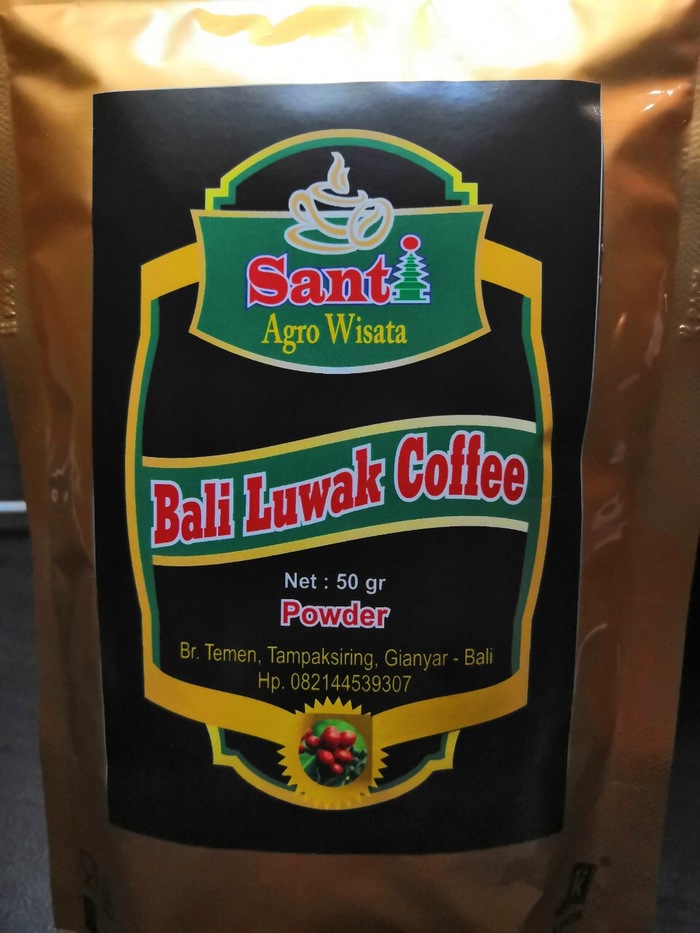 Santi
Agro Wisata
Bali Luwak Coffee
Net : 50 gr
Powder
Br. Temen, Tampaksiring, Gianyar - Bali
Hp. 082144539307